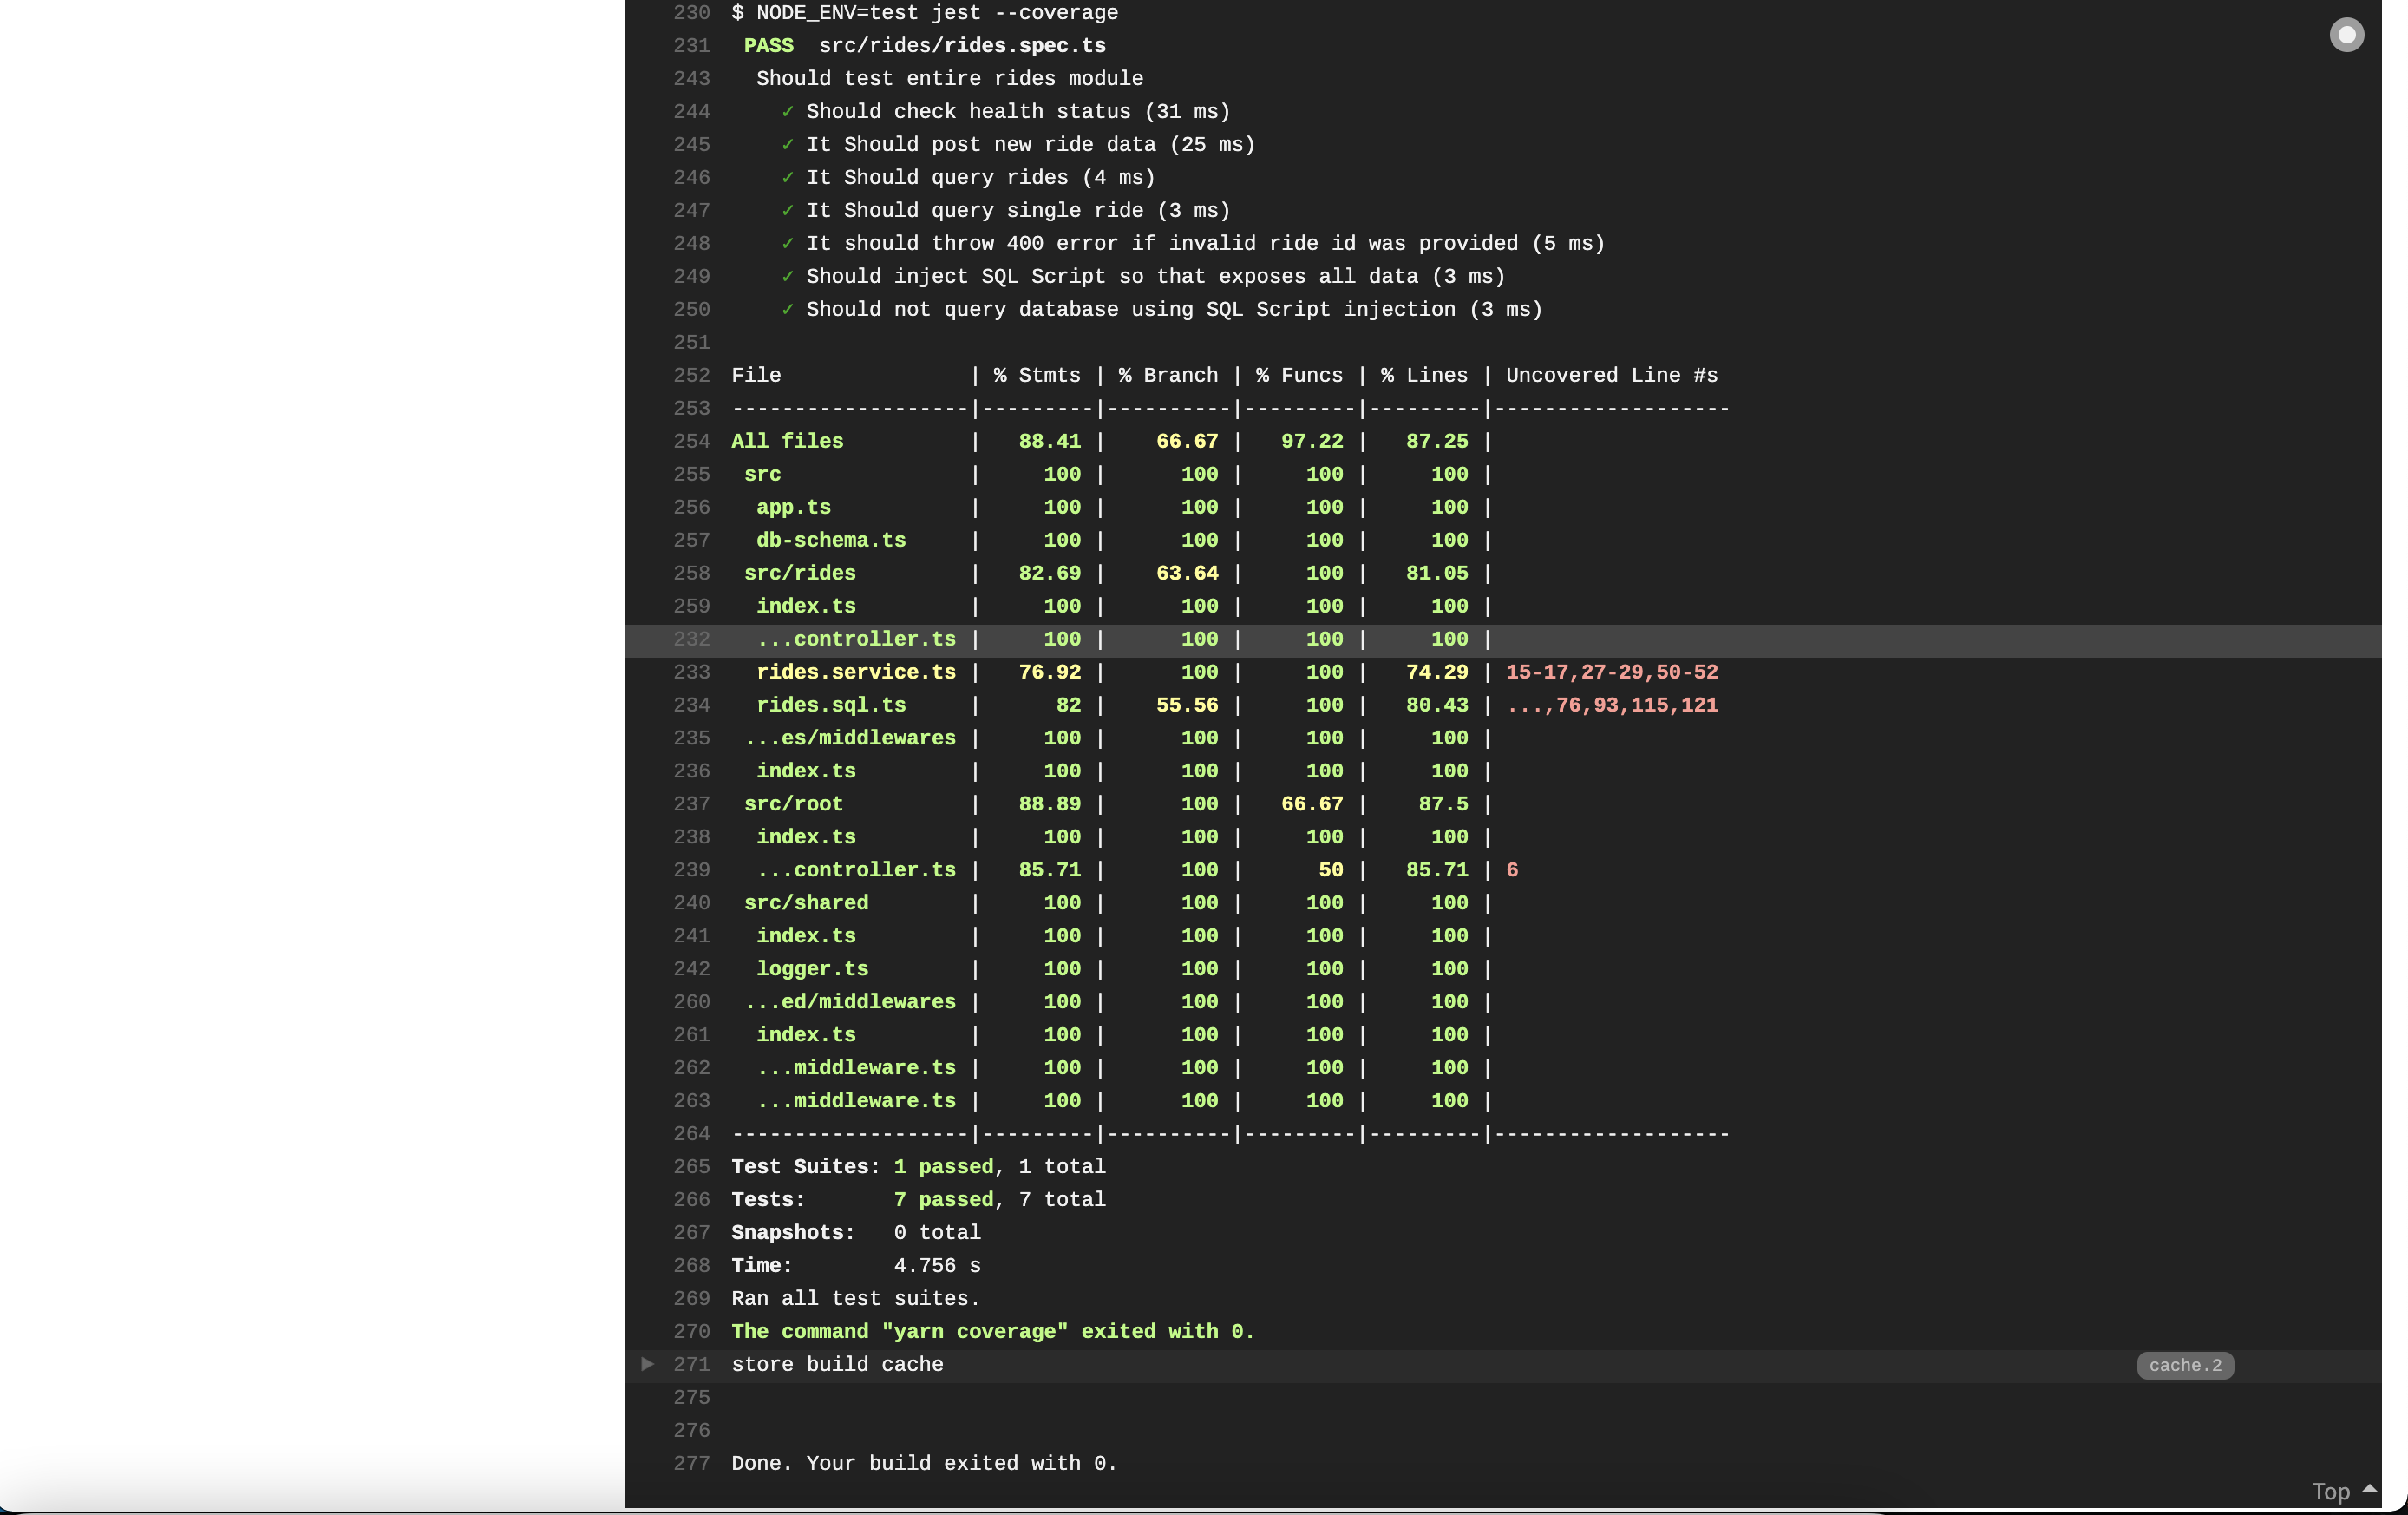 230 $ NODE_ENV=test jest --coverage
231 PASS  src/rides/rides.spec.ts
243   Should test entire rides module
244     ✓ Should check health status (31 ms)
245     ✓ It Should post new ride data (25 ms)
246     ✓ It Should query rides (4 ms)
247     ✓ It Should query single ride (3 ms)
248     ✓ It should throw 400 error if invalid ride id was provided (5 ms)
249     ✓ Should inject SQL Script so that exposes all data (3 ms)
250     ✓ Should not query database using SQL Script injection (3 ms)
251
252 File               | % Stmts | % Branch | % Funcs | % Lines | Uncovered Line #s
253 -------------------|---------|----------|---------|---------|-------------------
254 All files          |   88.41 |    66.67 |   97.22 |   87.25 |
255  src               |     100 |      100 |     100 |     100 |
256   app.ts           |     100 |      100 |     100 |     100 |
257   db-schema.ts     |     100 |      100 |     100 |     100 |
258  src/rides         |   82.69 |    63.64 |     100 |   81.05 |
259   index.ts         |     100 |      100 |     100 |     100 |
232   ...controller.ts |     100 |      100 |     100 |     100 |
233   rides.service.ts |   76.92 |      100 |     100 |   74.29 | 15-17,27-29,50-52
234   rides.sql.ts     |      82 |    55.56 |     100 |   80.43 | ...,76,93,115,121
235  ...es/middlewares |     100 |      100 |     100 |     100 |
236   index.ts         |     100 |      100 |     100 |     100 |
237  src/root          |   88.89 |      100 |   66.67 |    87.5 |
238   index.ts         |     100 |      100 |     100 |     100 |
239   ...controller.ts |   85.71 |      100 |      50 |   85.71 | 6
240  src/shared        |     100 |      100 |     100 |     100 |
241   index.ts         |     100 |      100 |     100 |     100 |
242   logger.ts        |     100 |      100 |     100 |     100 |
260  ...ed/middlewares |     100 |      100 |     100 |     100 |
261   index.ts         |     100 |      100 |     100 |     100 |
262   ...middleware.ts |     100 |      100 |     100 |     100 |
263   ...middleware.ts |     100 |      100 |     100 |     100 |
264 -------------------|---------|----------|---------|---------|-------------------
265 Test Suites: 1 passed, 1 total
266 Tests:       7 passed, 7 total
267 Snapshots:   0 total
268 Time:        4.756 s
269 Ran all test suites.
270 The command "yarn coverage" exited with 0.
271 store build cache cache.2
275
276
277 Done. Your build exited with 0.
Top